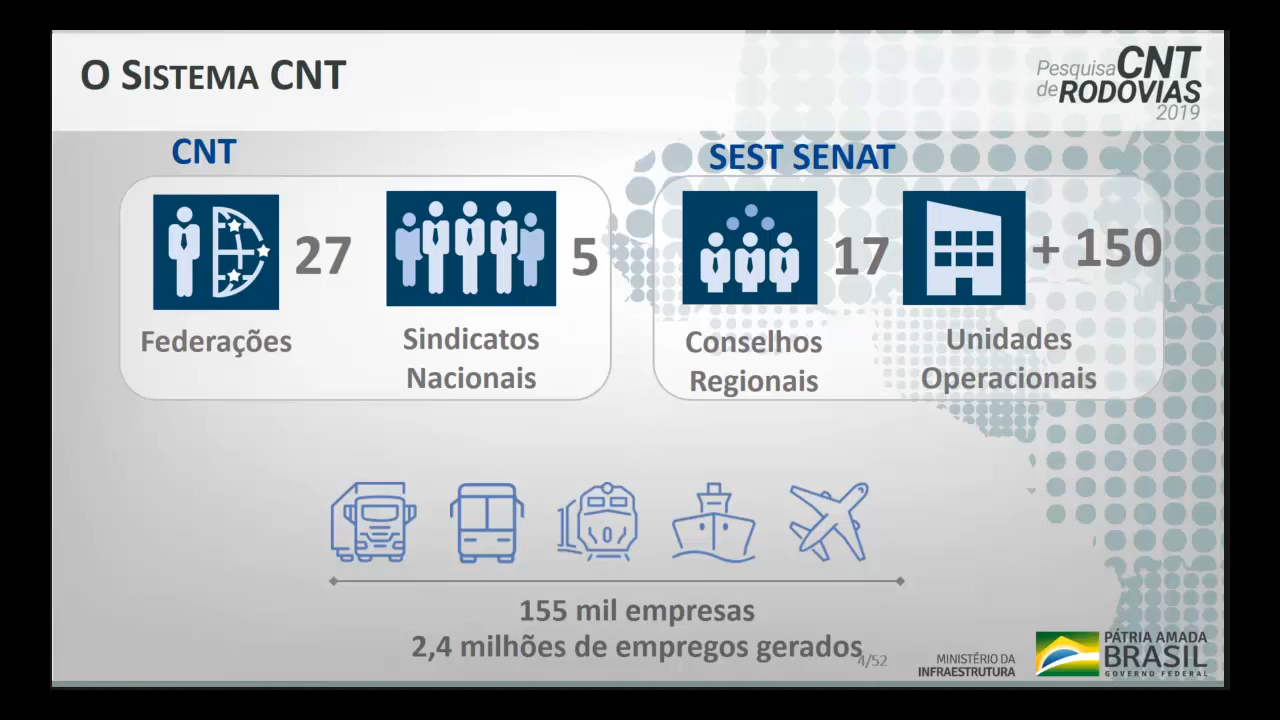 O SISTEMA CNT
Pesquisa CNT
de RODOVIAS
2019
CNT
27
Federações
5
Sindicatos
Nacionais
SEST SENAT
17
Conselhos
Regionais
+ 150
Unidades
Operacionais
155 mil empresas
2,4 milhões de empregos gerados
4/52
MINISTÉRIO DA
INFRAESTRUTURA
PÁTRIA AMADA
BRASIL
GOVERNO FEDERAL